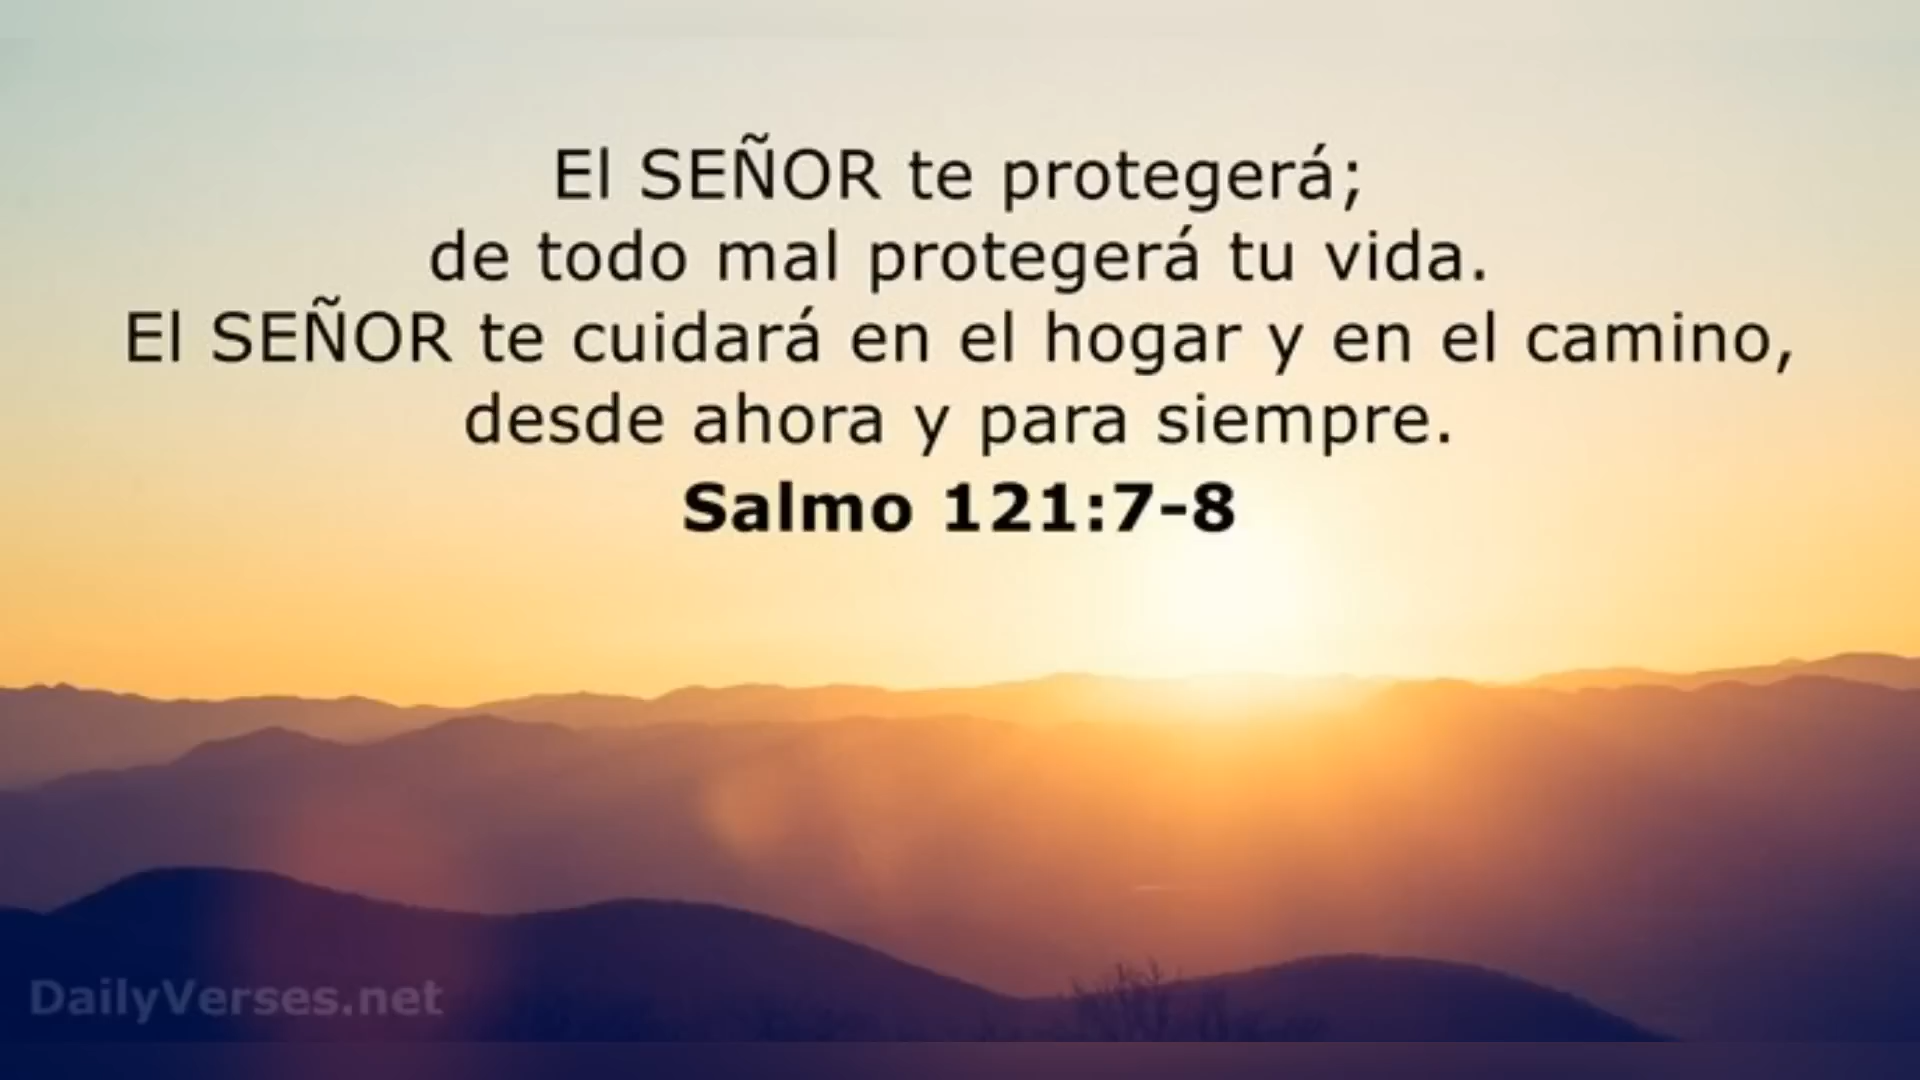 El SEÑOR te protegerá;
de todo mal protegerá tu vida.
El SEÑOR te cuidará en el hogar y en el camino,
desde ahora y para siempre.
Salmo 121:7-8
DailyVerses.net